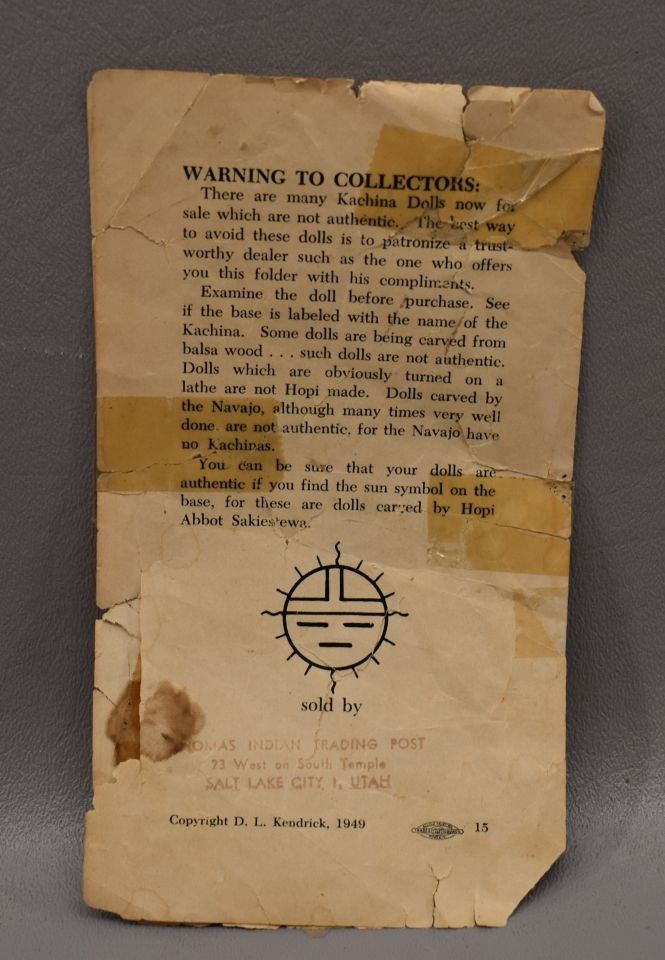 WARNING TO COLLECTORS:
There are many Kachina Dolls now for
sale which are not authentic. The best way
to avoid these dolls is to patronize a trust-
worthy dealer such as the one who offers
you this folder with his compliments.
Examine the doll before purchase. See
if the base is labeled with the name of the
Kachina. Some dolls are being carved from
balsa wood . . . such dolls are not authentic.
Dolls which are obviously turned on a
lathe are not Hopi made. Dolls carved by
the Navajo, although many times very well
done are not authentic, for the Navajo have
no Kachinas.
You can be sure that your dolls are
authentic if you find the sun symbol on the
base, for these are dolls carved by Hopi
Abbot Sakiestewa.
sold by
HOMAS INDIAN TRADING POST
23 West on South Temple
SALT LAKE CITY 1, UTAH
Copyright D. L. Kendrick, 1949 15